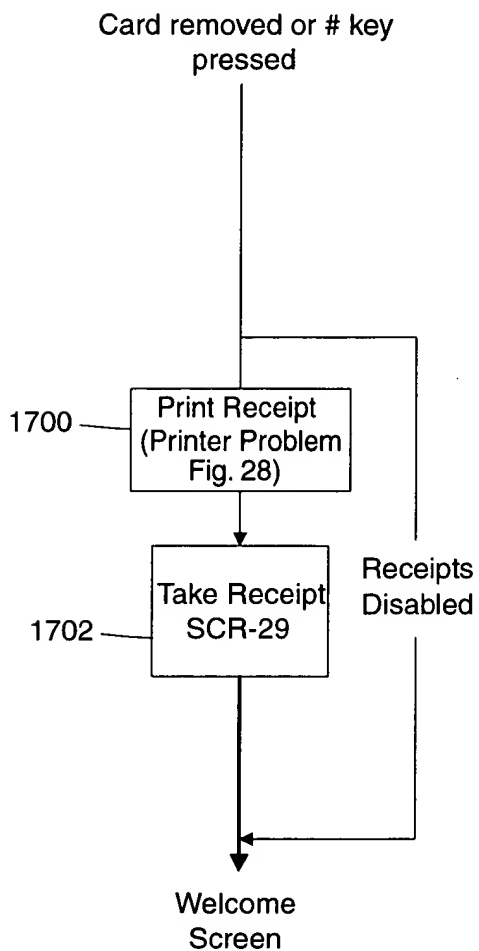 Card removed or # key
pressed
1700
Print Receipt
(Printer Problem
Fig. 28)
1702
Take Receipt
SCR-29
Receipts
Disabled
Welcome
Screen